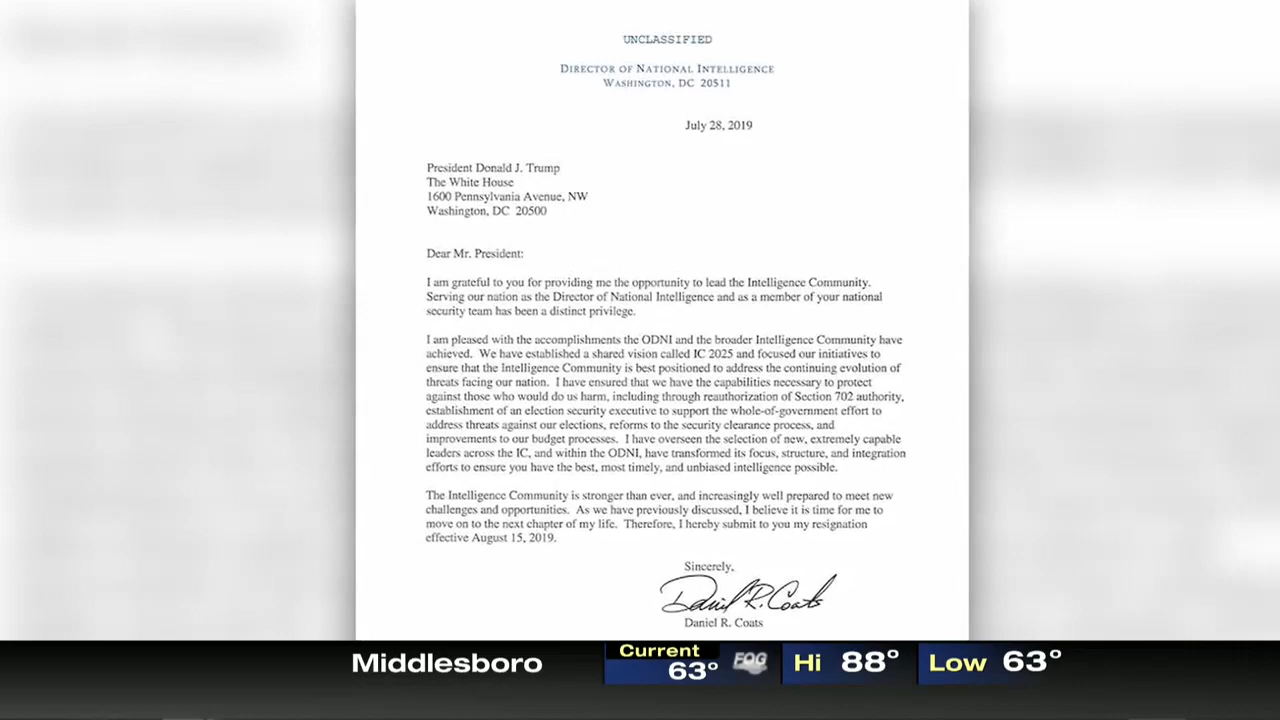 UNCLASSIFIED
DIRECTOR OF NATIONAL INTELLIGENCE
WASHINGTON, DC 20511
July 28, 2019
President Donald J. Trump
The White House
1600 Pennsylvania Avenue, NW
Washington, DC 20500
Dear Mr. President:
I am grateful to you for providing me the opportunity to lead the Intelligence Community.
Serving our nation as the Director of National Intelligence and as a member of your national
security team has been a distinct privilege.
I am pleased with the accomplishments the ODNI and the broader Intelligence Community have
achieved. We have established a shared vision called IC 2025 and focused our initiatives to
ensure that the Intelligence Community is best positioned to address the continuing evolution of
threats facing our nation. I have ensured that we have the capabilities necessary to protect
against those who would do us harm, including through reauthorization of Section 702 authority,
establishment of an election security executive to support the whole-of-government effort to
address threats against our elections, reforms to the security clearance process, and
improvements to our budget processes. I have overseen the selection of new, extremely capable
leaders across the IC, and within the ODNI, have transformed its focus, structure, and integration
efforts to ensure you have the best, most timely, and unbiased intelligence possible.
The Intelligence Community is stronger than ever, and increasingly well prepared to meet new
challenges and opportunities. As we have previously discussed, I believe it is time for me to
move on to the next chapter of my life. Therefore, I hereby submit to you my resignation
effective August 15, 2019.
Sincerely,
Daniel R. Coats
Daniel R. Coats
Middlesboro
Current
63° FOG
Hi 88°
Low 63°